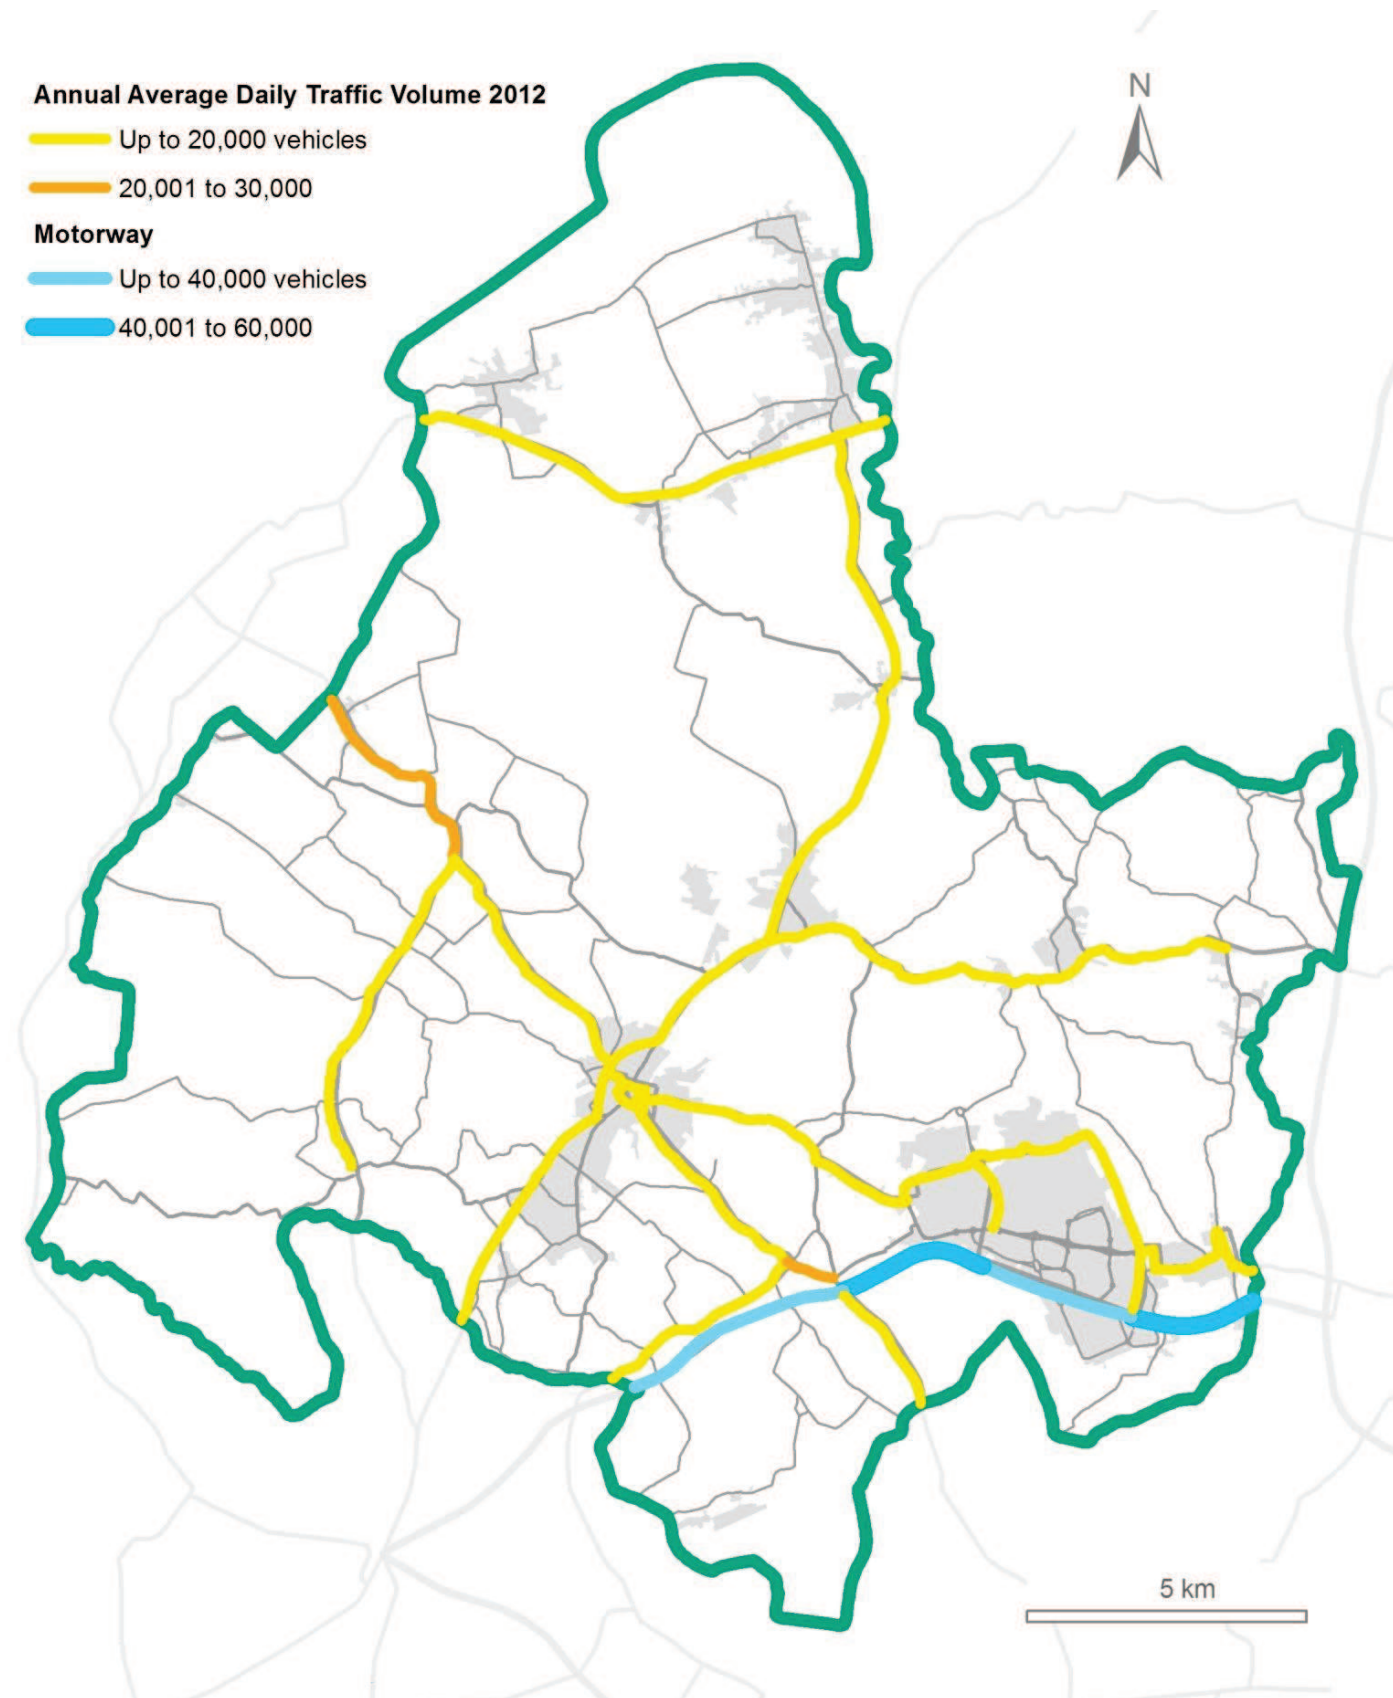 Annual Average Daily Traffic Volume 2012
Up to 20,000 vehicles
20,001 to 30,000
Motorway
Up to 40,000 vehicles
40,001 to 60,000
N
5 km